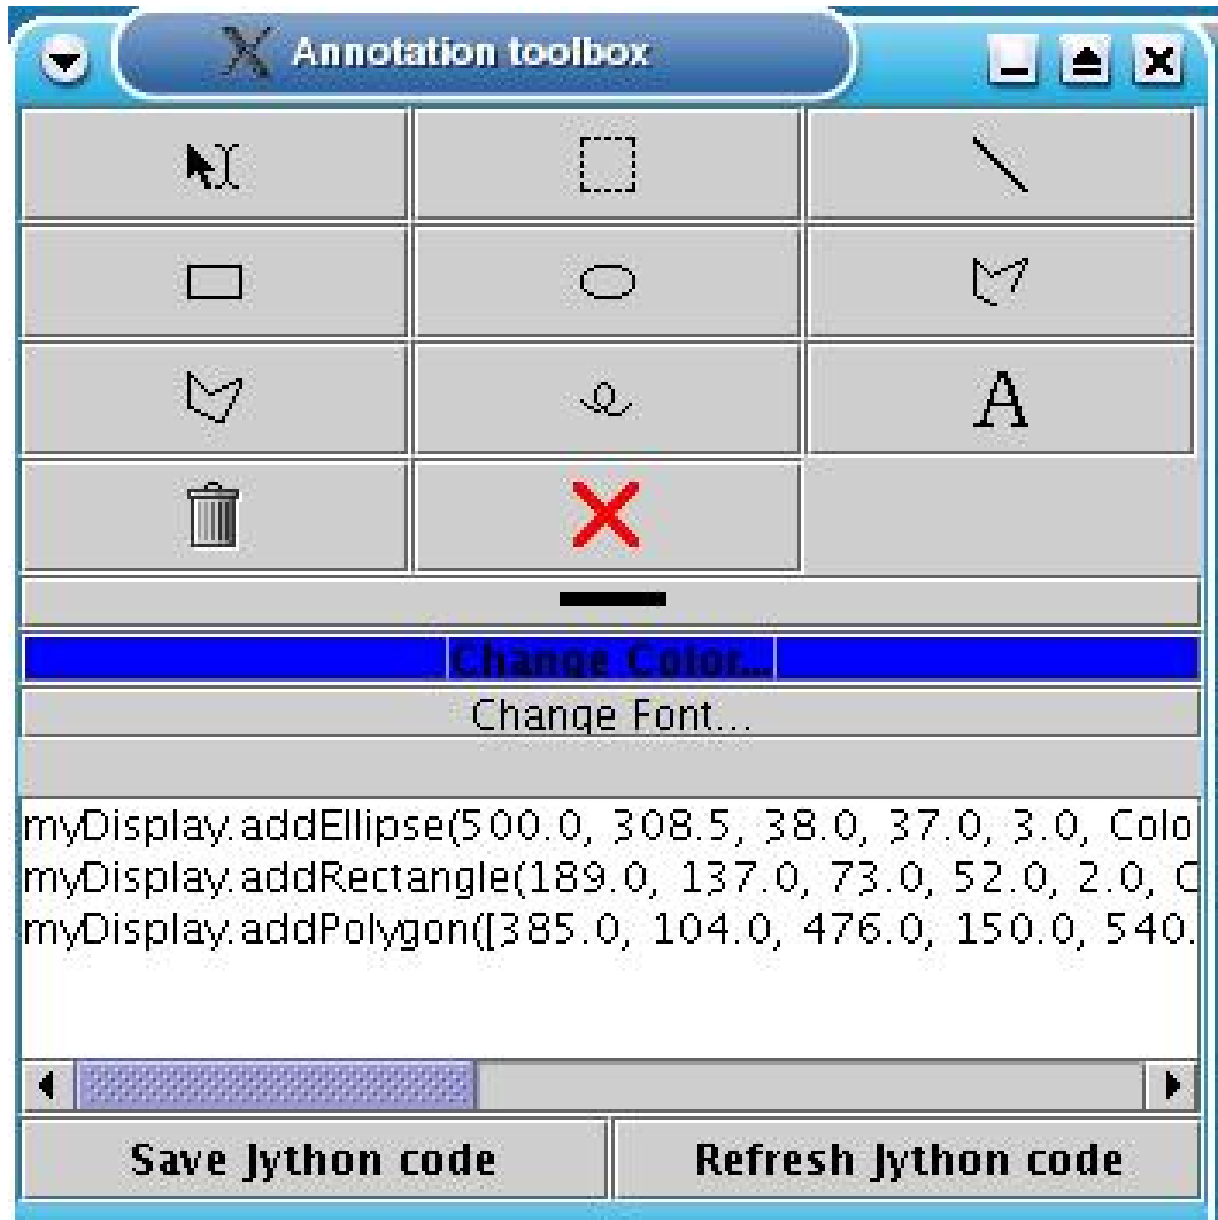 Annotation toolbox
A
Change Color...
Change Font...
myDisplay.addEllipse(500.0, 308.5, 38.0, 37.0, 3.0, Colo
myDisplay.addRectangle(189.0, 137.0, 73.0, 52.0, 2.0, C
myDisplay.addPolygon([385.0, 104.0, 476.0, 150.0, 540.
Save Jython code
Refresh Jython code